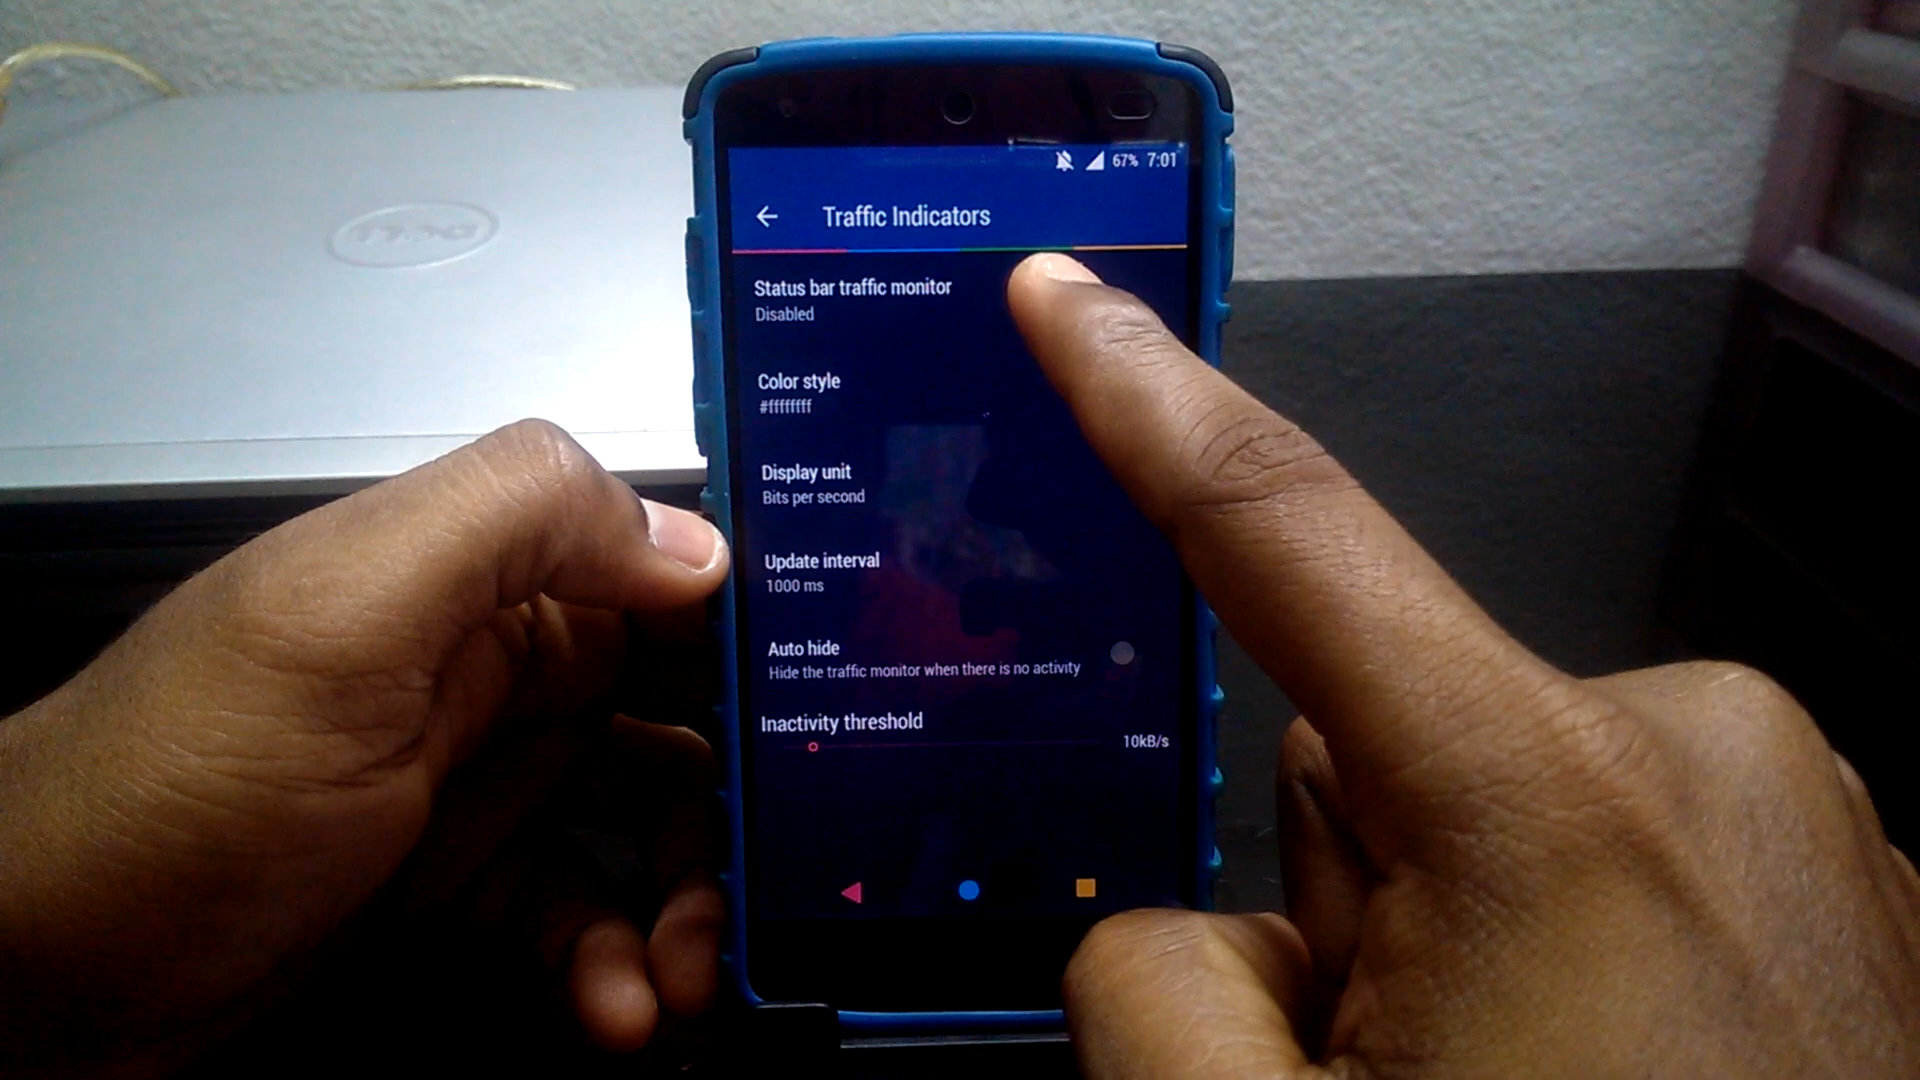 DELL
67% 7:01
Traffic Indicators
Status bar traffic monitor
Disabled
Color style
#ffffffff
Display unit
Bits per second
Update interval
1000 ms
Auto hide
Hide the traffic monitor when there is no activity
Inactivity threshold
10kB/s